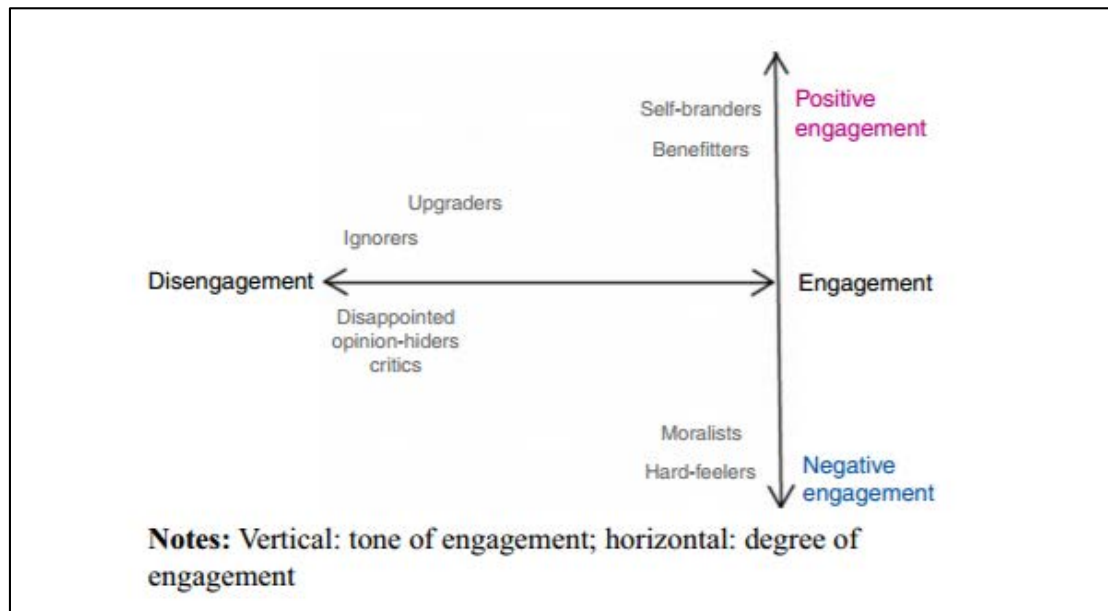 Self-branders
Positive
engagement
Benefitters
Upgraders
Ignorers
Disengagement
Engagement
Disappointed
opinion-hiders
critics
Moralists
Hard-feelers
Negative
engagement
Notes: Vertical: tone of engagement; horizontal: degree of
engagement